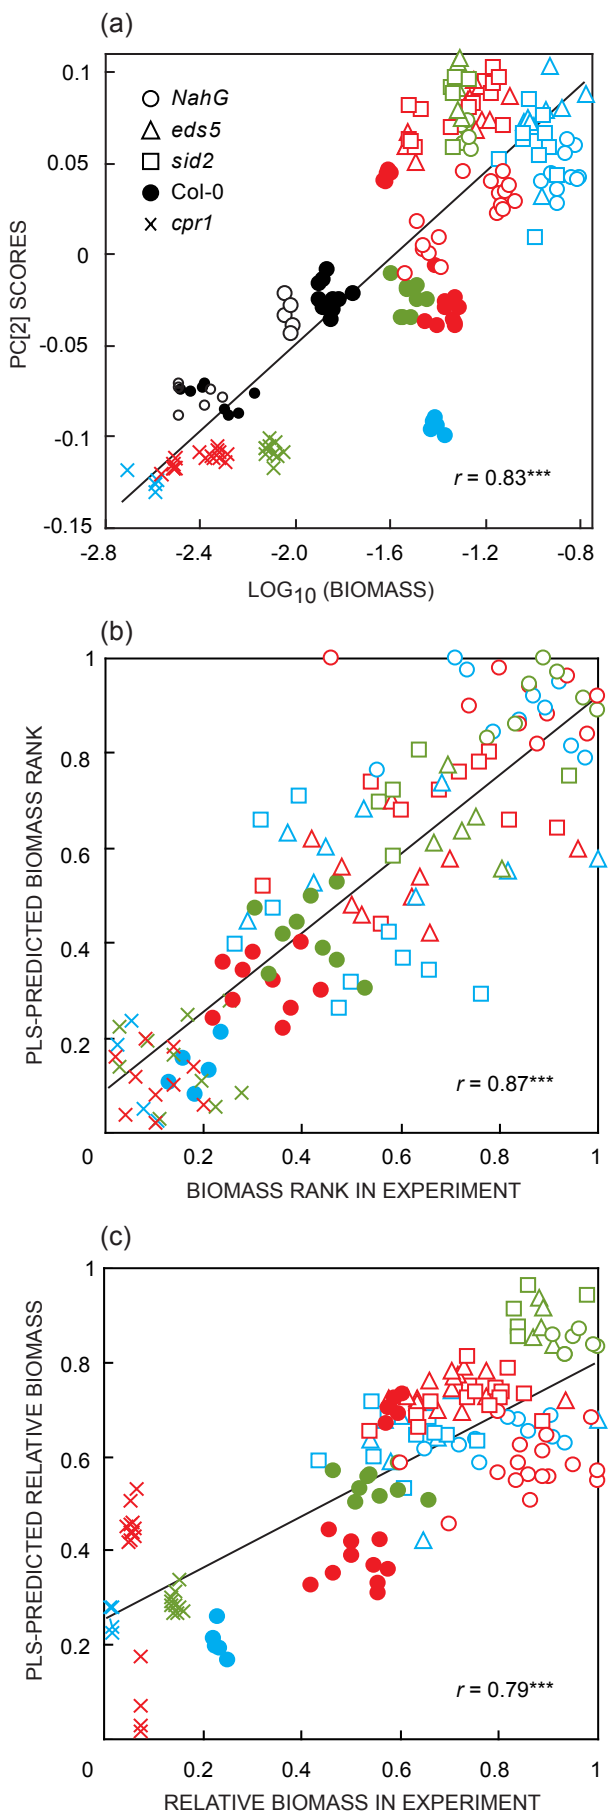 (a)
0.1
0.05
0
-0.05
-0.1
-0.15
PC[2] SCORES
NahG
eds5
sid2
Col-0
cpr1
r = 0.83***
-2.8
-2.4
-2.0
-1.6
-1.2
-0.8
LOG10 (BIOMASS)
(b)
1
0.8
0.6
0.4
0.2
PLS-PREDICTED BIOMASS RANK
r = 0.87***
0
0.2
0.4
0.6
0.8
1
BIOMASS RANK IN EXPERIMENT
(c)
1
0.8
0.6
0.4
0.2
PLS-PREDICTED RELATIVE BIOMASS
r = 0.79***
0
0.2
0.4
0.6
0.8
1
RELATIVE BIOMASS IN EXPERIMENT